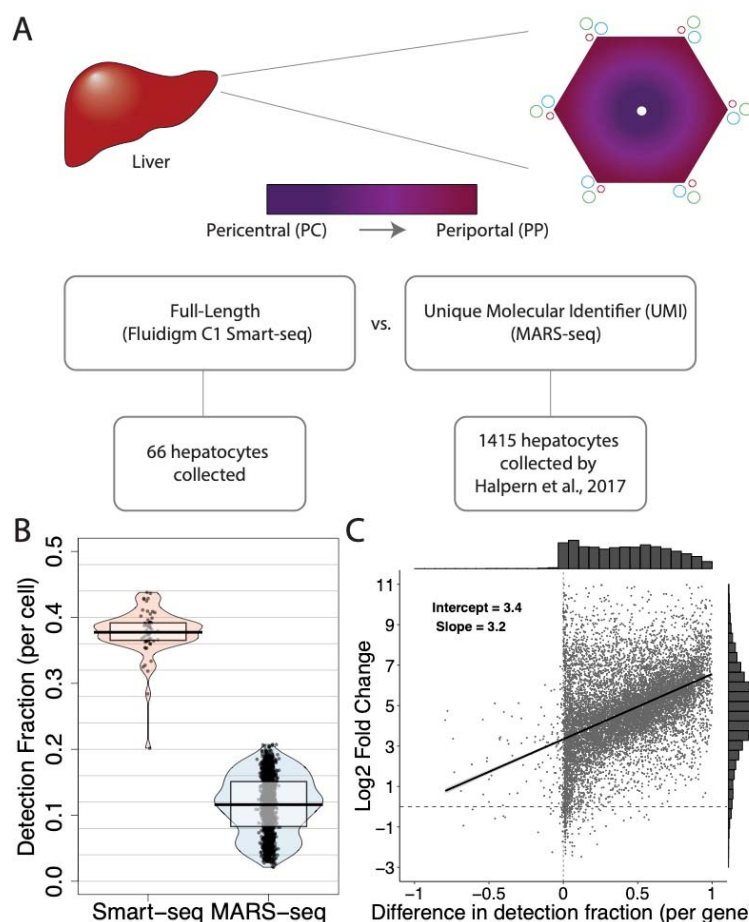 A
Liver
Pericentral (PC)
Periportal (PP)
Full-Length
(Fluidigm C1 Smart-seq)
vs.
Unique Molecular Identifier (UMI)
(MARS-seq)
66 hepatocytes
collected
1415 hepatocytes
collected by
Halpern et al., 2017
B
Detection Fraction (per cell)
0.5
0.4
0.3
0.2
0.1
0.0
Smart-seq MARS-seq
C
Log2 Fold Change
11
9
7
5
3
1
-1
-3
Intercept = 3.4
Slope = 3.2
-1
-0.5
0
0.5
1
Difference in detection fraction (per gene